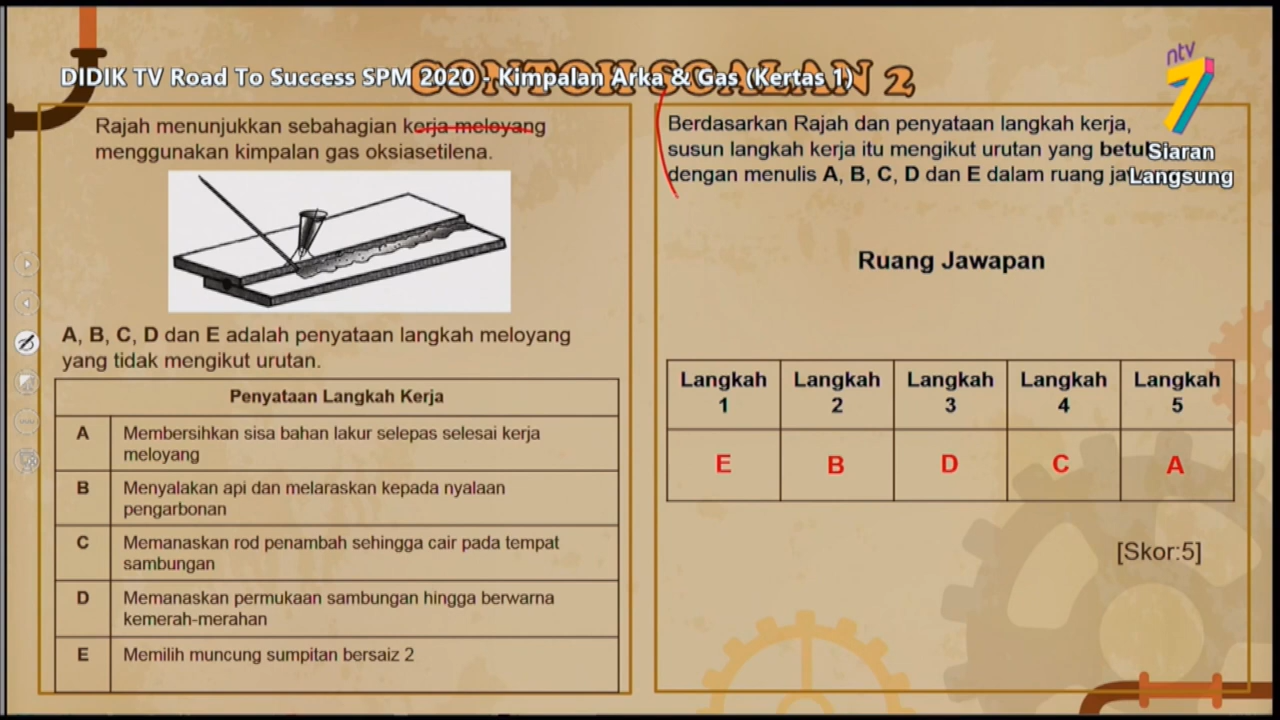 CONTOH SOALAN 2
DIDIK TV Road To Success SPM 2020 - Kimpalan Arka & Gas (Kertas 1)
ntv
7
Siaran
Langsung
Rajah menunjukkan sebahagian kerja meloyang
menggunakan kimpalan gas oksiasetilena.
A, B, C, D dan E adalah penyataan langkah meloyang
yang tidak mengikut urutan.
Penyataan Langkah Kerja
A Membersihkan sisa bahan lakur selepas selesai kerja
meloyang
B Menyalakan api dan melaraskan kepada nyalaan
pengarbonan
C Memanaskan rod penambah sehingga cair pada tempat
sambungan
D Memanaskan permukaan sambungan hingga berwarna
kemerah-merahan
E Memilih muncung sumpitan bersaiz 2
Berdasarkan Rajah dan penyataan langkah kerja,
susun langkah kerja itu mengikut urutan yang betul
dengan menulis A, B, C, D dan E dalam ruang
Ruang Jawapan
Langkah Langkah Langkah Langkah Langkah
1 2 3 4 5
E B D C A
[Skor:5]